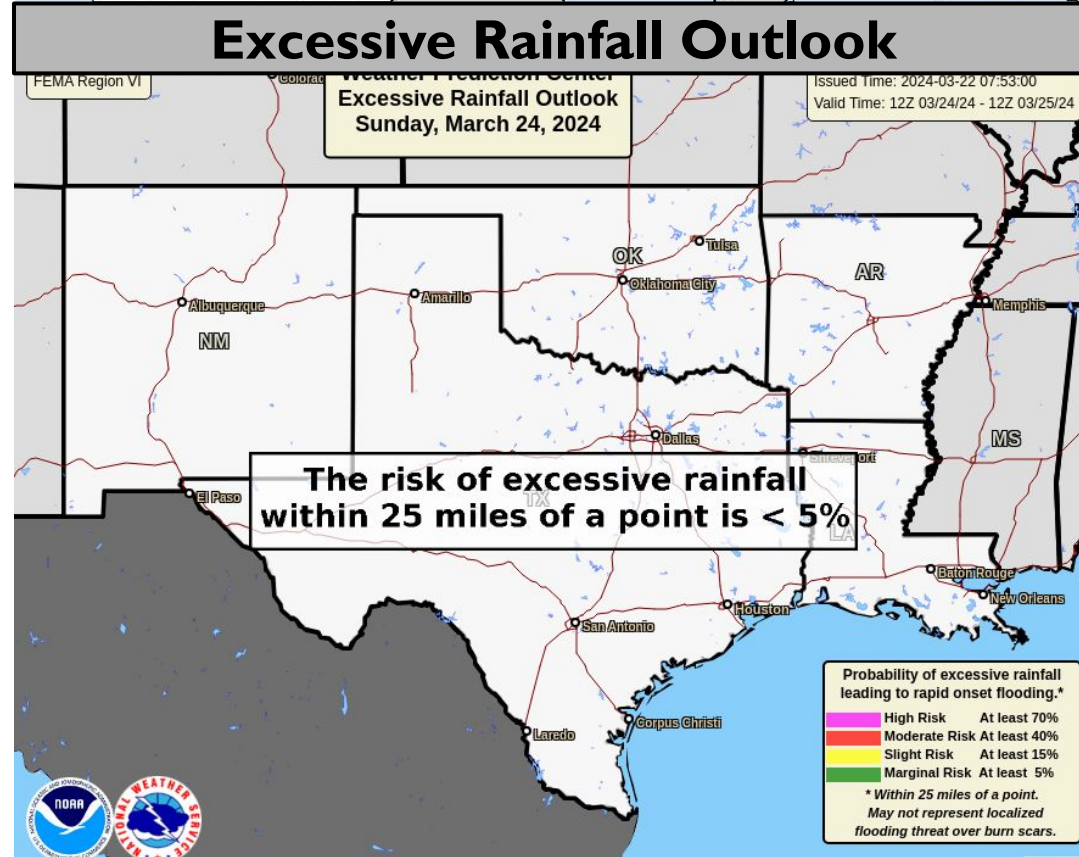 Excessive Rainfall Outlook
FEMA Region VI
Weather Prediction Center
Excessive Rainfall Outlook
Sunday, March 24, 2024
Issued Time: 2024-03-22 07:53:00
Valid Time: 12Z 03/24/24 - 12Z 03/25/24
Colorad
Tulsa
OK
Oklahoma City
AR
Albuquerque
Amarillo
Memphis
NM
Dallas
MS
Shreveport
The risk of excessive rainfall
within 25 miles of a point is < 5%
El Paso
TX
LA
Baton Rouge
New Orleans
Houston
San Antonio
Laredo
Corpus Christi
Probability of excessive rainfall
leading to rapid onset flooding.*
High Risk At least 70%
Moderate Risk At least 40%
Slight Risk At least 15%
Marginal Risk At least 5%
* Within 25 miles of a point.
May not represent localized
flooding threat over burn scars.
NOAA
NATIONAL WEATHER SERVICE